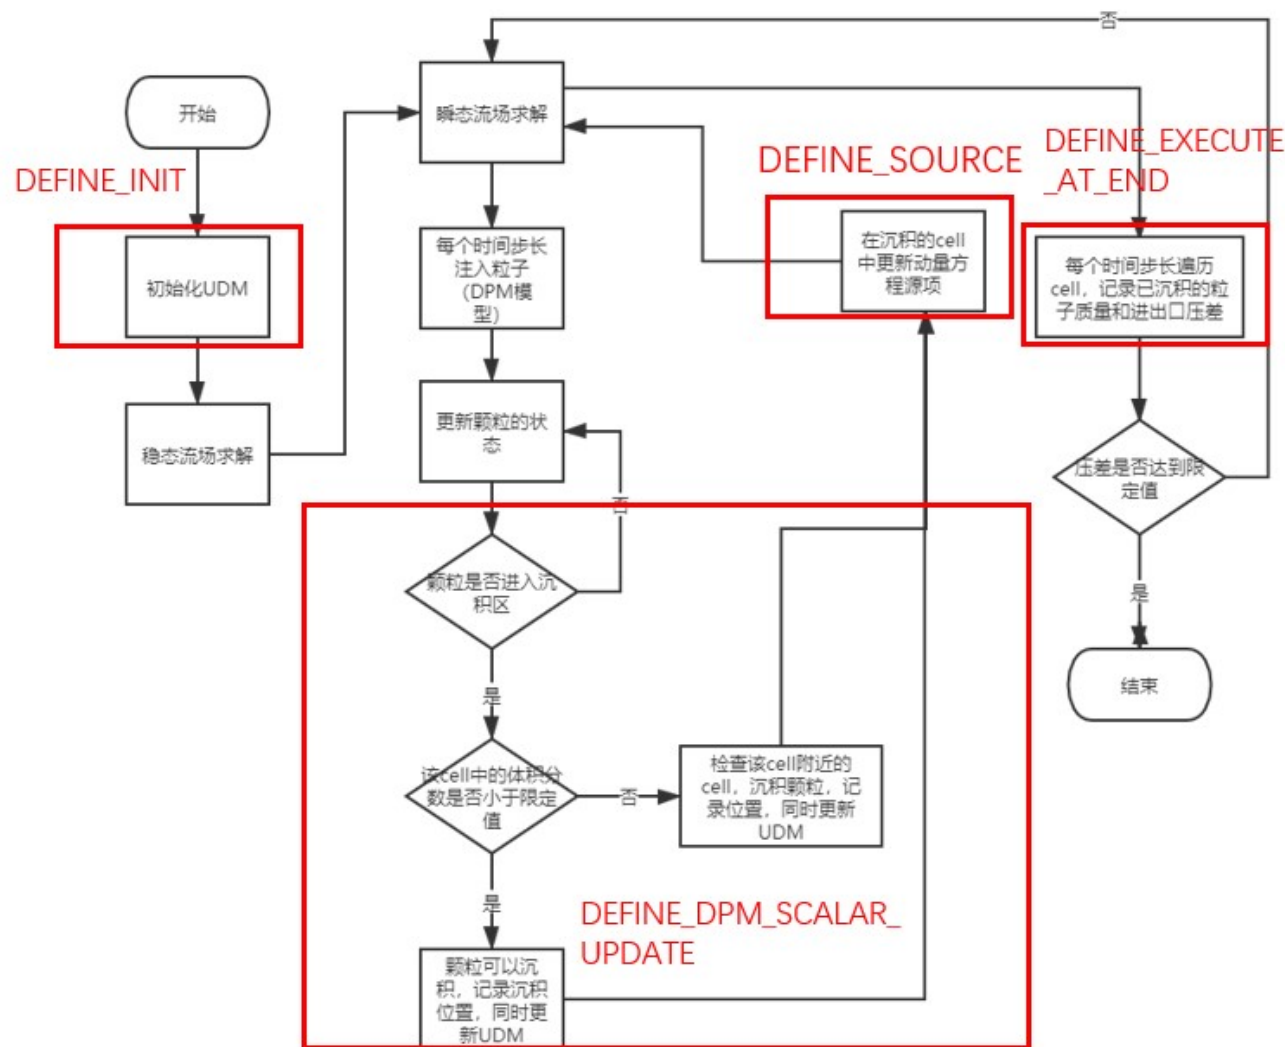 否
开始
瞬态流场求解
DEFINE_INIT
DEFINE_SOURCE
DEFINE_EXECUTE
_AT_END
初始化UDM
每个时间步长
注入粒子
（DPM模
型）
在沉积的cell
中更新动量方
程源项
每个时间步长遍历
cell，记录已沉积的粒
子质量和进出口压差
稳态流场求解
更新颗粒的状
态
否
压差是否达到限
定值
颗粒是否进入沉
积区
是
是
结束
该cell中的体积分
数是否小于限定
值
否
检查该cell附近的
cell，沉积颗粒，记
录位置，同时更新
UDM
是
DEFINE_DPM_SCALAR_
UPDATE
颗粒可以沉
积，记录沉积
位置，同时更
新UDM